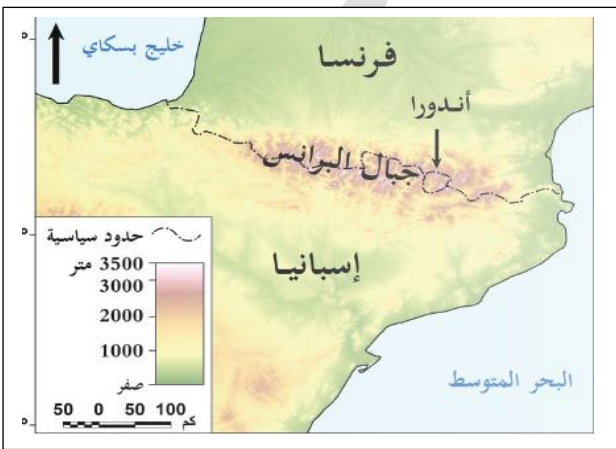 خليج بسكاي
فرنسا
أندورا
جبال البرانس
إسبانيا
حدود سياسية
3500 متر
3000
2000
1000
صفر
50 0 50 100 كم
البحر المتوسط